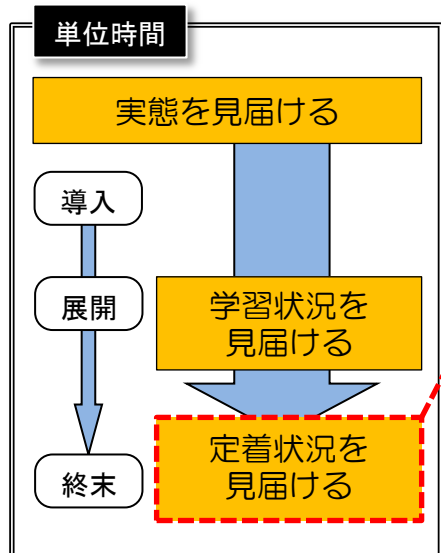 単位時間
実態を見届ける
導入
展開
学習状況を
見届ける
定着状況を
見届ける
終末